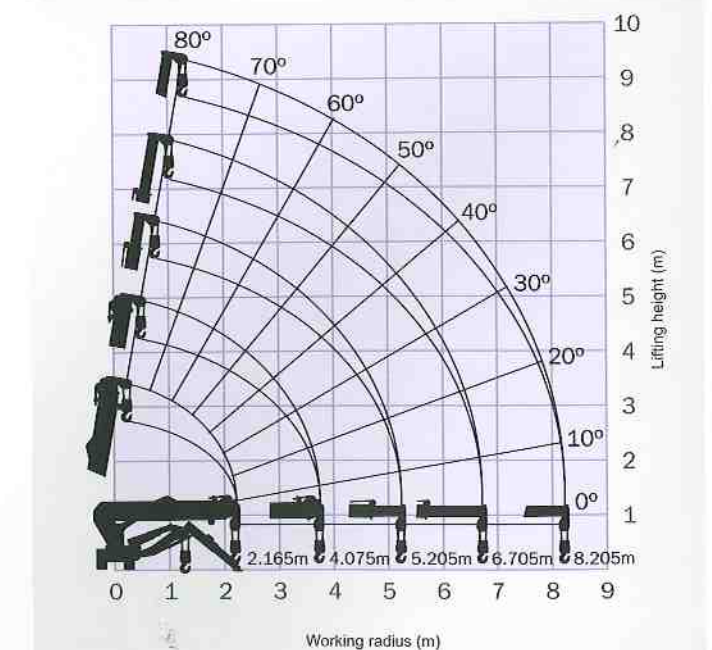 10
80º
9
70º
60º
8
50º
7
40º
6
30º
5
Lifting height (m)
20º
4
3
10º
2
0º
1
2.165m 4.075m 5.205m 6.705m 8.205m
0 1 2 3 4 5 6 7 8 9
Working radius (m)